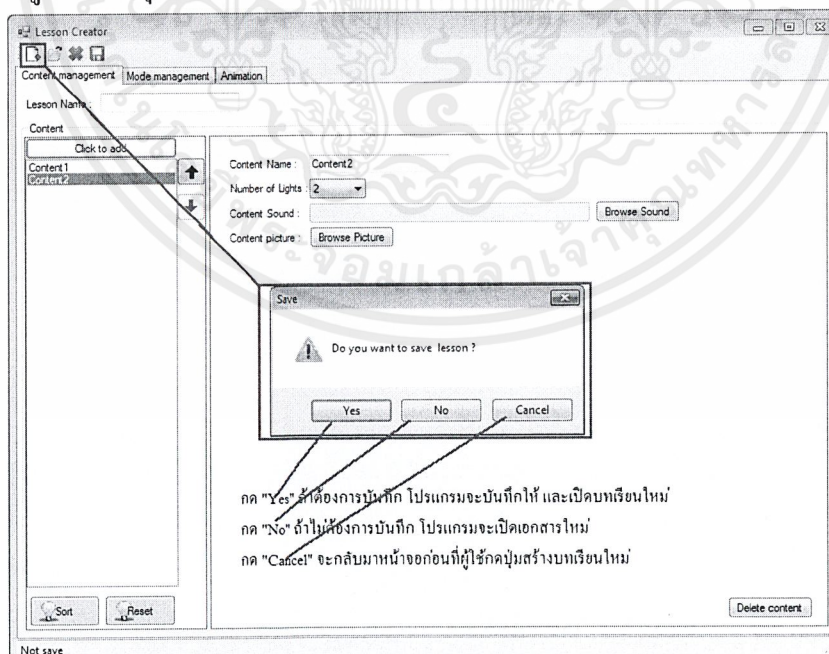 Lesson Creator
Content management Mode management Animation
Lesson Name :
Content
Click to add
Content1
Content2
Content Name : Content2
Number of Lights : 2
Content Sound : Browse Sound
Content picture : Browse Picture
Save
Do you want to save lesson ?
Yes No Cancel
กด "Yes" ถ้าต้องการบันทึก โปรแกรมจะบันทึกให้ และเปิดบทเรียนใหม่
กด "No" ถ้าไม่ต้องการบันทึก โปรแกรมจะเปิดเอกสารใหม่
กด "Cancel" จะกลับมาหน้าจอก่อนที่ผู้ใช้กดปุ่มสร้างบทเรียนใหม่
Sort Reset
Delete content
Not save